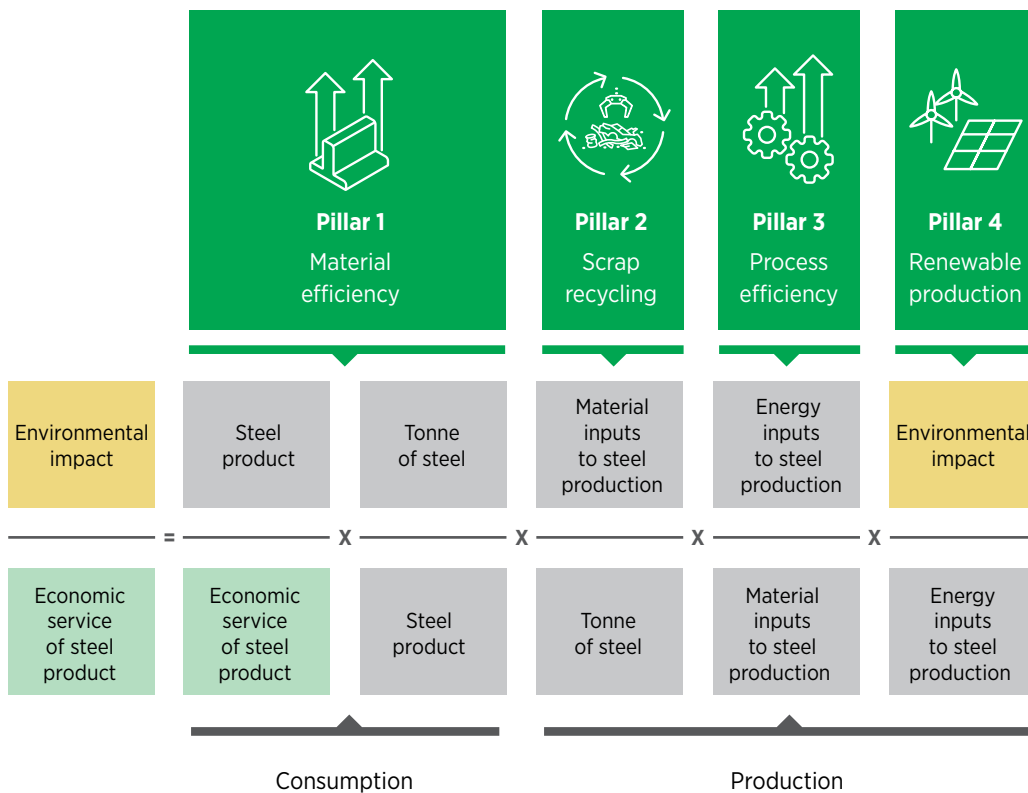 Pillar 1
Material
efficiency
Pillar 2
Scrap
recycling
Pillar 3
Process
efficiency
Pillar 4
Renewable
production
Environmental
impact
Steel
product
Tonne
of steel
Material
inputs
to steel
production
Energy
inputs
to steel
production
Environmental
impact
= X X X X
Economic
service
of steel
product
Economic
service
of steel
product
Steel
product
Tonne
of steel
Material
inputs
to steel
production
Energy
inputs
to steel
production
Consumption
Production